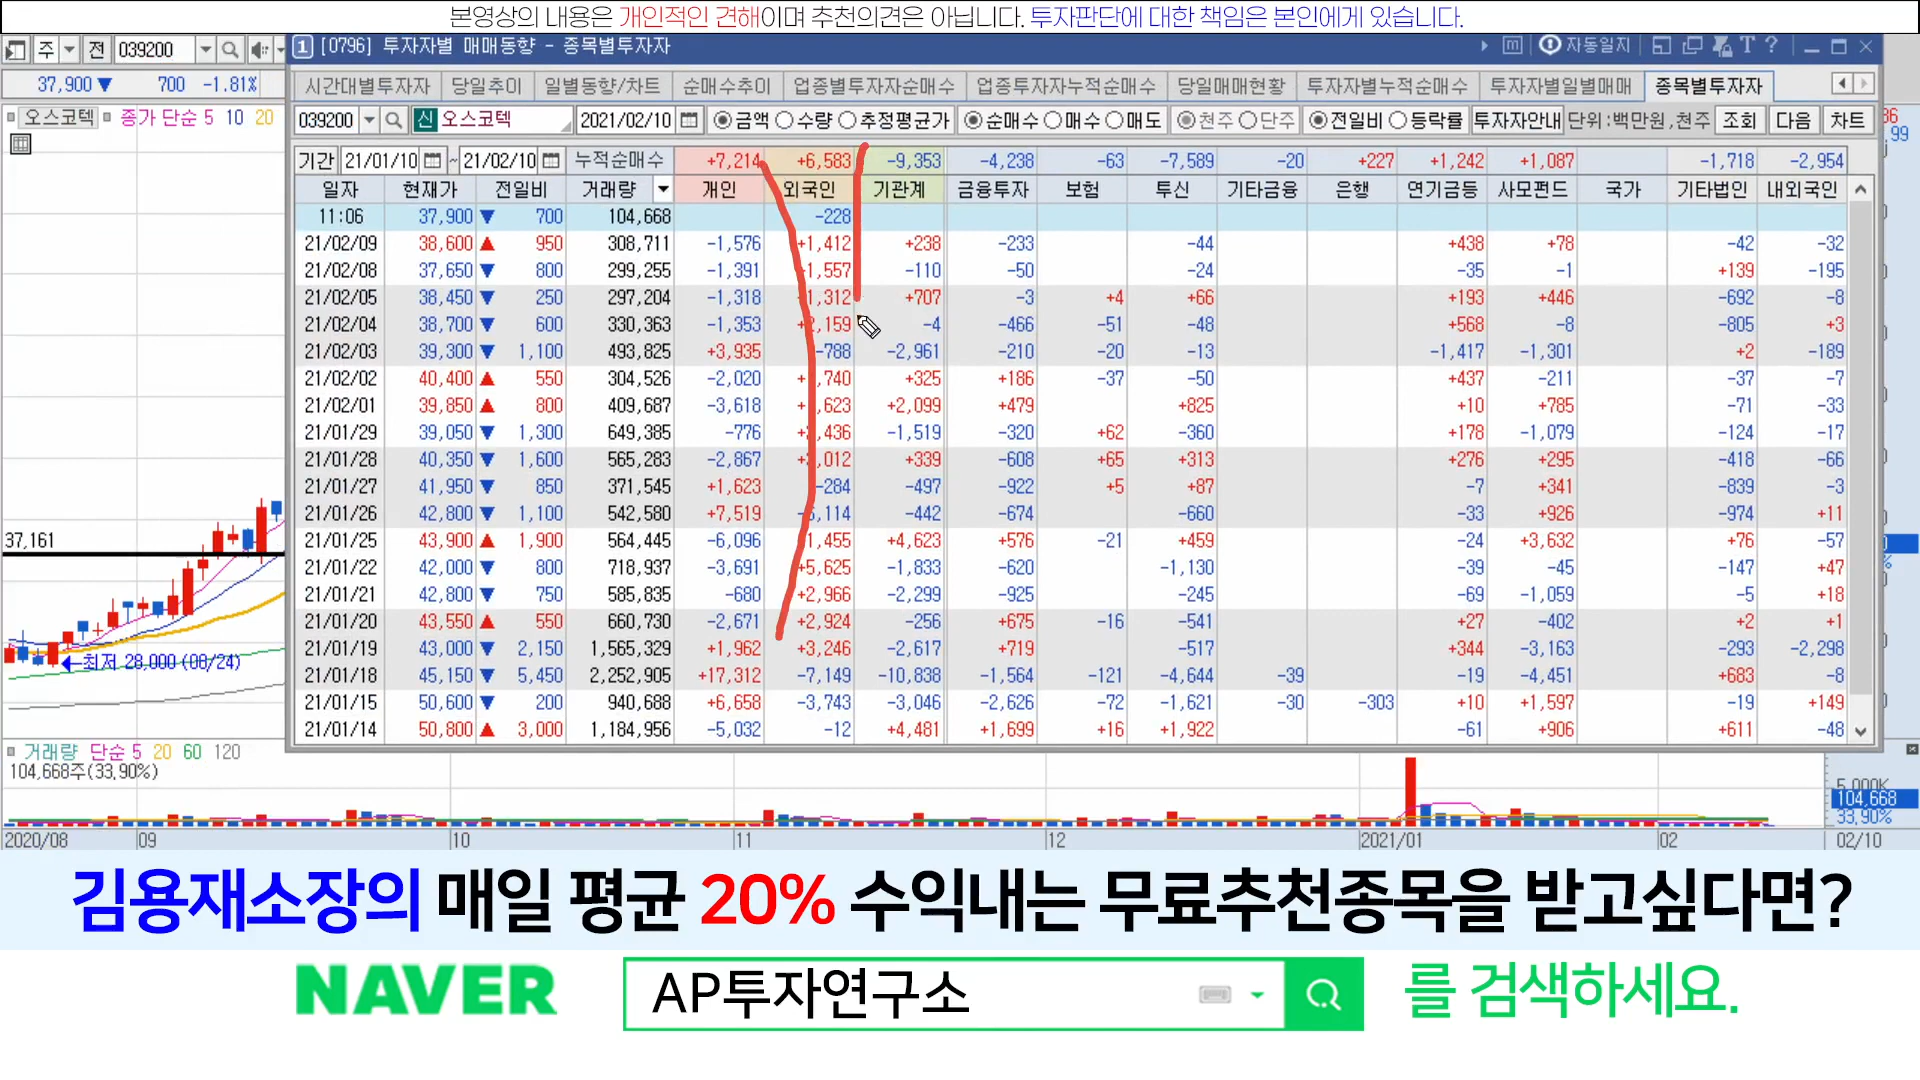 본영상의 내용은 개인적인 견해이며 추천의견은 아닙니다. 투자판단에 대한 책임은 본인에게 있습니다.
주 전 039200
[0796] 투자자별 매매동향 - 종목별투자자 자동일지
37,900▼ 700 -1.81%
시간대별투자자 당일추이 일별동향/차트 순매수추이 업종별투자자순매수 업종투자자누적순매수 당일매매현황 투자자별누적순매수 투자자별일별매매 종목별투자자
오스코텍 종가 단순 5 10 20
039200 신 오스코텍 2021/02/10 금액 수량 추정평균가 순매수 매수 매도 천주 단주 전일비 등락률 투자자안내 단위:백만원,천주 조회 다음 차트
기간 21/01/10 ~ 21/02/10 누적순매수 +7,214 +6,583 -9,353 -4,238 -63 -7,589 -20 +227 +1,242 +1,087 -1,718 -2,954
일자 현재가 전일비 거래량 개인 외국인 기관계 금융투자 보험 투신 기타금융 은행 연기금등 사모펀드 국가 기타법인 내외국인
11:06 37,900 ▼ 700 104,668 -228
21/02/09 38,600 ▲ 950 308,711 -1,576 +1,412 +238 -233 -44 +438 +78 -42 -32
21/02/08 37,650 ▼ 800 299,255 -1,391 1,557 -110 -50 -24 -35 -1 +139 -195
21/02/05 38,450 ▼ 250 297,204 -1,318 1,312 +707 -3 +4 +66 +193 +446 -692 -8
21/02/04 38,700 ▼ 600 330,363 -1,353 +2,159 -4 -466 -51 -48 +568 -8 -805 +3
21/02/03 39,300 ▼ 1,100 493,825 +3,935 -788 -2,961 -210 -20 -13 -1,417 -1,301 +2 -189
21/02/02 40,400 ▲ 550 304,526 -2,020 +325 +186 -37 -50 +437 -211 -37 -7
21/02/01 39,850 ▲ 800 409,687 -3,618 +2,099 +479 +825 +10 +785 -71 -33
21/01/29 39,050 ▼ 1,300 649,385 -776 -1,519 -320 +62 -360 +178 -1,079 -124 -17
21/01/28 40,350 ▼ 1,600 565,283 -2,867 +339 -608 +65 +313 +276 +295 -418 -66
21/01/27 41,950 ▼ 850 371,545 +1,623 -284 -497 -922 +5 +87 -7 +341 -839 -3
21/01/26 42,800 ▼ 1,100 542,580 +7,519 -442 -674 -660 -33 +926 -974 +11
21/01/25 43,900 ▲ 1,900 564,445 -6,096 1,455 +4,623 +576 -21 +459 -24 +3,632 +76 -57
21/01/22 42,000 ▼ 800 718,937 -3,691 +5,625 -1,833 -620 -1,130 -39 -45 -147 +47
21/01/21 42,800 ▼ 750 585,835 -680 +2,966 -2,299 -925 -245 -69 -1,059 -5 +18
21/01/20 43,550 ▲ 550 660,730 -2,671 +2,924 -256 +675 -16 -541 +27 -402 +2 +1
21/01/19 43,000 ▼ 2,150 1,565,329 +1,962 +3,246 -2,617 +719 -517 +344 -3,163 -293 -2,298
21/01/18 45,150 ▼ 5,450 2,252,905 +17,312 -7,149 -10,838 -1,564 -121 -4,644 -39 -19 -4,451 +683 -8
21/01/15 50,600 ▼ 200 940,688 +6,658 -3,743 -3,046 -2,626 -72 -1,621 -30 -303 +10 +1,597 -19 +149
21/01/14 50,800 ▲ 3,000 1,184,956 -5,032 -12 +4,481 +1,699 +16 +1,922 -61 +906 +611 -48
37,161
←최저 28,000 (08/24)
거래량 단순 5 20 60 120
104,668주(33,90%)
5,000K
104,668
33,90%
2020/08 09 10 11 12 2021/01 02 02/10
김용재소장의 매일 평균 20% 수익내는 무료추천종목을 받고싶다면?
NAVER AP투자연구소 를 검색하세요.